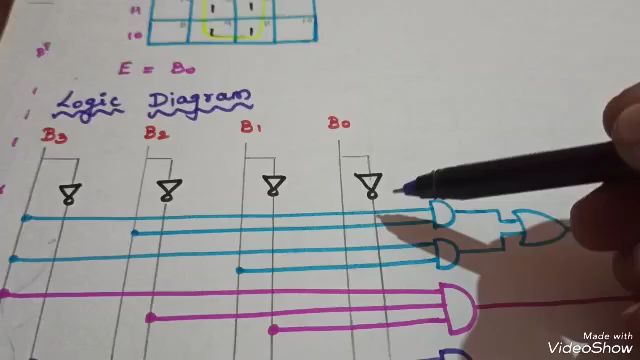 11
10
E = B₀
Logic Diagram
B₃ B₂ B₁ B₀
Made with
VideoShow